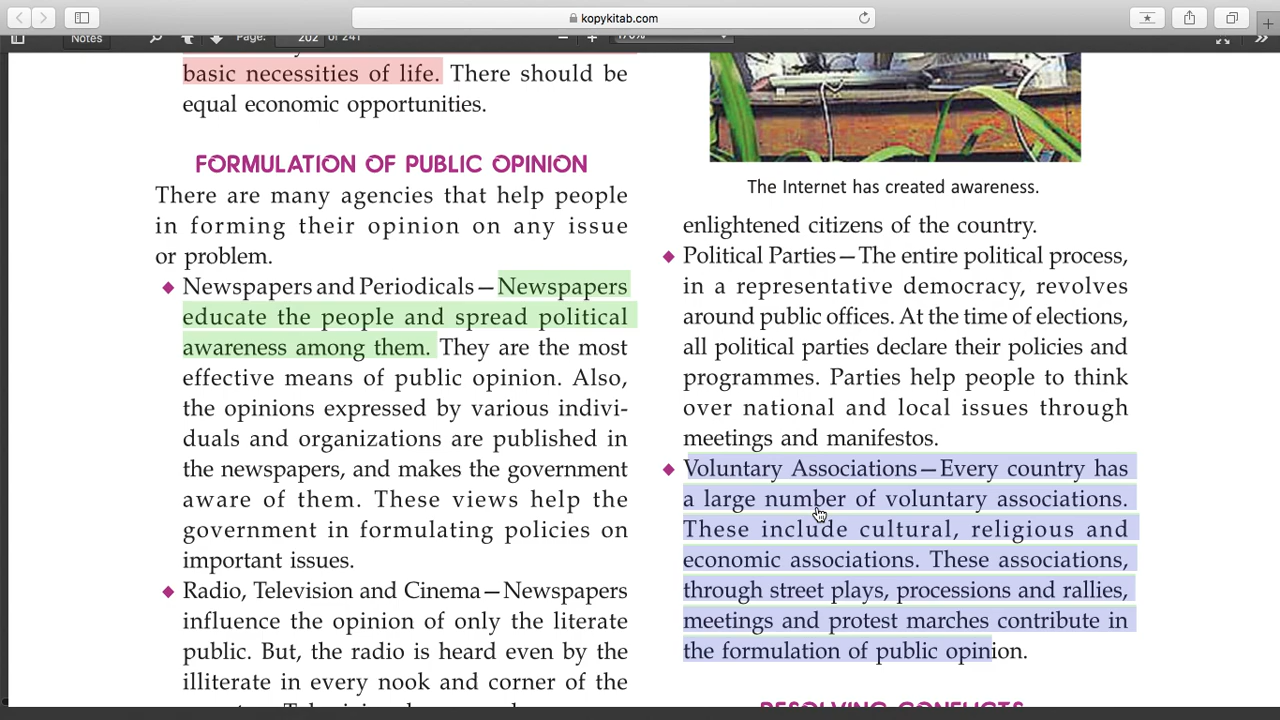 kopykitab.com
Notes
Page: 202 of 241
170%
basic necessities of life. There should be
equal economic opportunities.
FORMULATION OF PUBLIC OPINION
There are many agencies that help people
in forming their opinion on any issue
or problem.
◆ Newspapers and Periodicals—Newspapers
educate the people and spread political
awareness among them. They are the most
effective means of public opinion. Also,
the opinions expressed by various indivi-
duals and organizations are published in
the newspapers, and makes the government
aware of them. These views help the
government in formulating policies on
important issues.
◆ Radio, Television and Cinema—Newspapers
influence the opinion of only the literate
public. But, the radio is heard even by the
illiterate in every nook and corner of the
The Internet has created awareness.
enlightened citizens of the country.
◆ Political Parties—The entire political process,
in a representative democracy, revolves
around public offices. At the time of elections,
all political parties declare their policies and
programmes. Parties help people to think
over national and local issues through
meetings and manifestos.
◆ Voluntary Associations—Every country has
a large number of voluntary associations.
These include cultural, religious and
economic associations. These associations,
through street plays, processions and rallies,
meetings and protest marches contribute in
the formulation of public opinion.
RESOLVING CONFLICTS